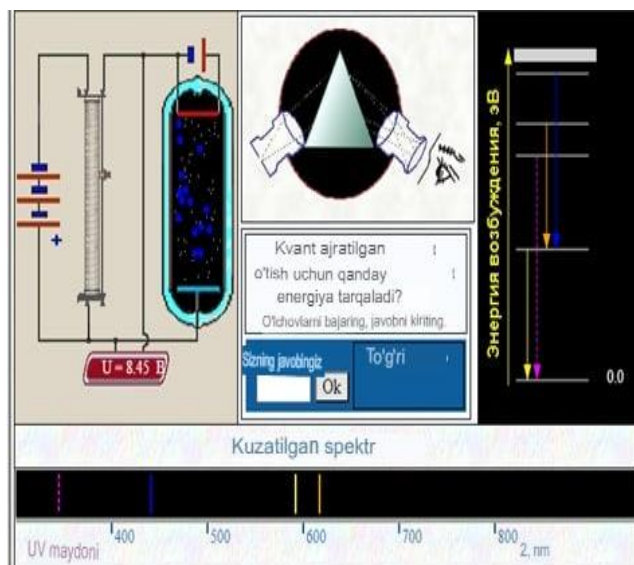 U = 8.45 В
+
Kvant ajratilgan
o'tish uchun qanday
energiya tarqaladi?
O'lchovlarni bajaring, javobni kiriting.
Sizning javobingiz
Ok
To'g'ri
Энергия возбуждения, эВ
0.0
Kuzatilgan spektr
400 500 600 700 800
UV maydoni
2, nm